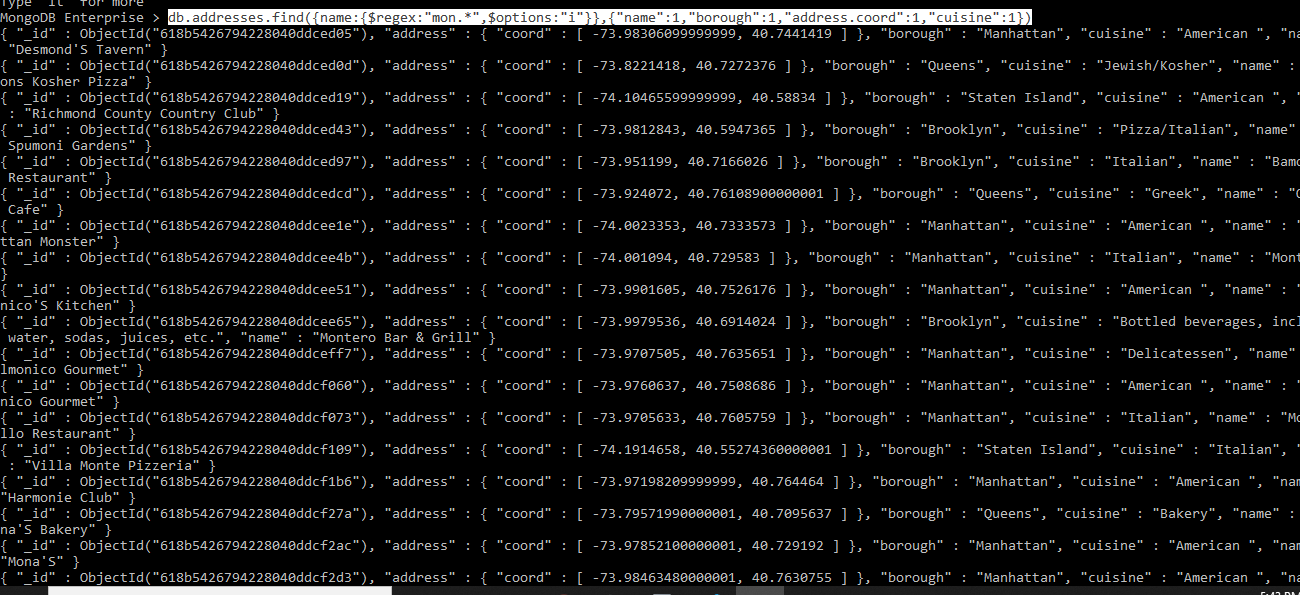 Type "it" for more
MongoDB Enterprise > db.addresses.find({name:{$regex:"mon.*",$options:"i"}},{"name":1,"borough":1,"address.coord":1,"cuisine":1})
{ "_id" : ObjectId("618b5426794228040ddced05"), "address" : { "coord" : [ -73.98306099999999, 40.7441419 ] }, "borough" : "Manhattan", "cuisine" : "American ", "na
 "Desmond'S Tavern" }
{ "_id" : ObjectId("618b5426794228040ddced0d"), "address" : { "coord" : [ -73.8221418, 40.7272376 ] }, "borough" : "Queens", "cuisine" : "Jewish/Kosher", "name" :
ons Kosher Pizza" }
{ "_id" : ObjectId("618b5426794228040ddced19"), "address" : { "coord" : [ -74.10465599999999, 40.58834 ] }, "borough" : "Staten Island", "cuisine" : "American ", "
 : "Richmond County Country Club" }
{ "_id" : ObjectId("618b5426794228040ddced43"), "address" : { "coord" : [ -73.9812843, 40.5947365 ] }, "borough" : "Brooklyn", "cuisine" : "Pizza/Italian", "name"
 Spumoni Gardens" }
{ "_id" : ObjectId("618b5426794228040ddced97"), "address" : { "coord" : [ -73.951199, 40.7166026 ] }, "borough" : "Brooklyn", "cuisine" : "Italian", "name" : "Bamo
 Restaurant" }
{ "_id" : ObjectId("618b5426794228040ddcedcd"), "address" : { "coord" : [ -73.924072, 40.76108900000001 ] }, "borough" : "Queens", "cuisine" : "Greek", "name" : "
 Cafe" }
{ "_id" : ObjectId("618b5426794228040ddcee1e"), "address" : { "coord" : [ -74.0023353, 40.7333573 ] }, "borough" : "Manhattan", "cuisine" : "American ", "name" : "
ttan Monster" }
{ "_id" : ObjectId("618b5426794228040ddcee4b"), "address" : { "coord" : [ -74.001094, 40.729583 ] }, "borough" : "Manhattan", "cuisine" : "Italian", "name" : "Mont
}
{ "_id" : ObjectId("618b5426794228040ddcee51"), "address" : { "coord" : [ -73.9901605, 40.7526176 ] }, "borough" : "Manhattan", "cuisine" : "American ", "name" : "
nico'S Kitchen" }
{ "_id" : ObjectId("618b5426794228040ddcee65"), "address" : { "coord" : [ -73.9979536, 40.6914024 ] }, "borough" : "Brooklyn", "cuisine" : "Bottled beverages, incl
 water, sodas, juices, etc.", "name" : "Montero Bar & Grill" }
{ "_id" : ObjectId("618b5426794228040ddceff7"), "address" : { "coord" : [ -73.9707505, 40.7635651 ] }, "borough" : "Manhattan", "cuisine" : "Delicatessen", "name"
lmonico Gourmet" }
{ "_id" : ObjectId("618b5426794228040ddcf060"), "address" : { "coord" : [ -73.9760637, 40.7508686 ] }, "borough" : "Manhattan", "cuisine" : "American ", "name" : "
nico Gourmet" }
{ "_id" : ObjectId("618b5426794228040ddcf073"), "address" : { "coord" : [ -73.9705633, 40.7605759 ] }, "borough" : "Manhattan", "cuisine" : "Italian", "name" : "Mo
llo Restaurant" }
{ "_id" : ObjectId("618b5426794228040ddcf109"), "address" : { "coord" : [ -74.1914658, 40.55274360000001 ] }, "borough" : "Staten Island", "cuisine" : "Italian", "
 : "Villa Monte Pizzeria" }
{ "_id" : ObjectId("618b5426794228040ddcf1b6"), "address" : { "coord" : [ -73.97198209999999, 40.764464 ] }, "borough" : "Manhattan", "cuisine" : "American ", "nam
"Harmonie Club" }
{ "_id" : ObjectId("618b5426794228040ddcf27a"), "address" : { "coord" : [ -73.79571990000001, 40.7095637 ] }, "borough" : "Queens", "cuisine" : "Bakery", "name" :
na'S Bakery" }
{ "_id" : ObjectId("618b5426794228040ddcf2ac"), "address" : { "coord" : [ -73.97852100000001, 40.729192 ] }, "borough" : "Manhattan", "cuisine" : "American ", "nam
"Mona'S" }
{ "_id" : ObjectId("618b5426794228040ddcf2d3"), "address" : { "coord" : [ -73.98463480000001, 40.7630755 ] }, "borough" : "Manhattan", "cuisine" : "American ", "na